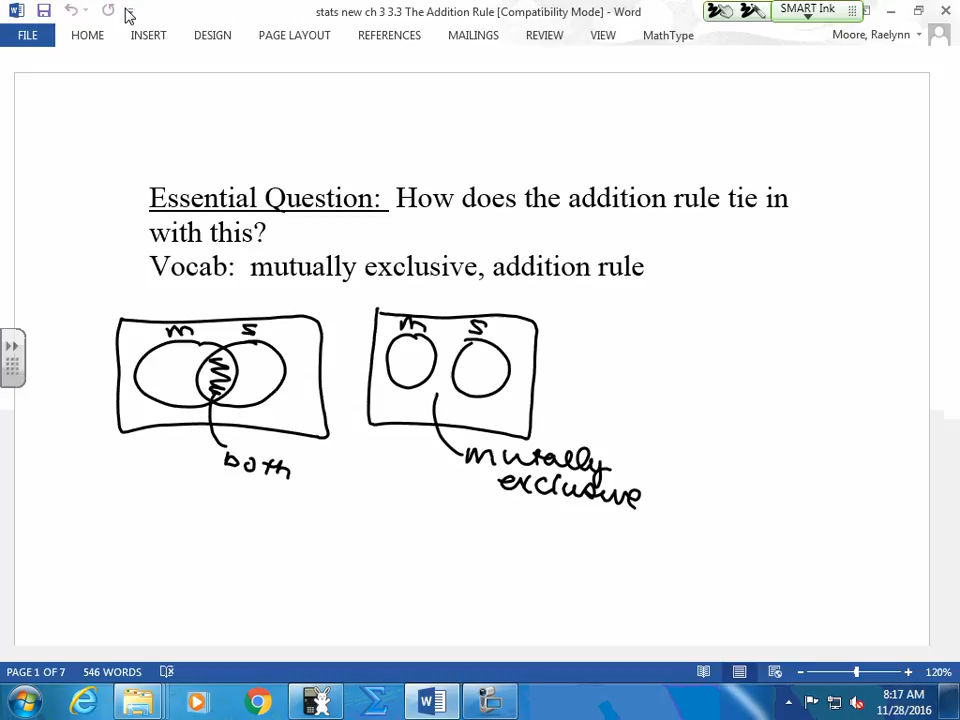 stats new ch 3 3.3 The Addition Rule [Compatibility Mode] - Word
SMART Ink
FILE HOME INSERT DESIGN PAGE LAYOUT REFERENCES MAILINGS REVIEW VIEW MathType Moore, Raelynn
Essential Question: How does the addition rule tie in
with this?
Vocab: mutually exclusive, addition rule
m s m s
both
mutally
exclusive
PAGE 1 OF 7 546 WORDS 120%
8:17 AM
11/28/2016